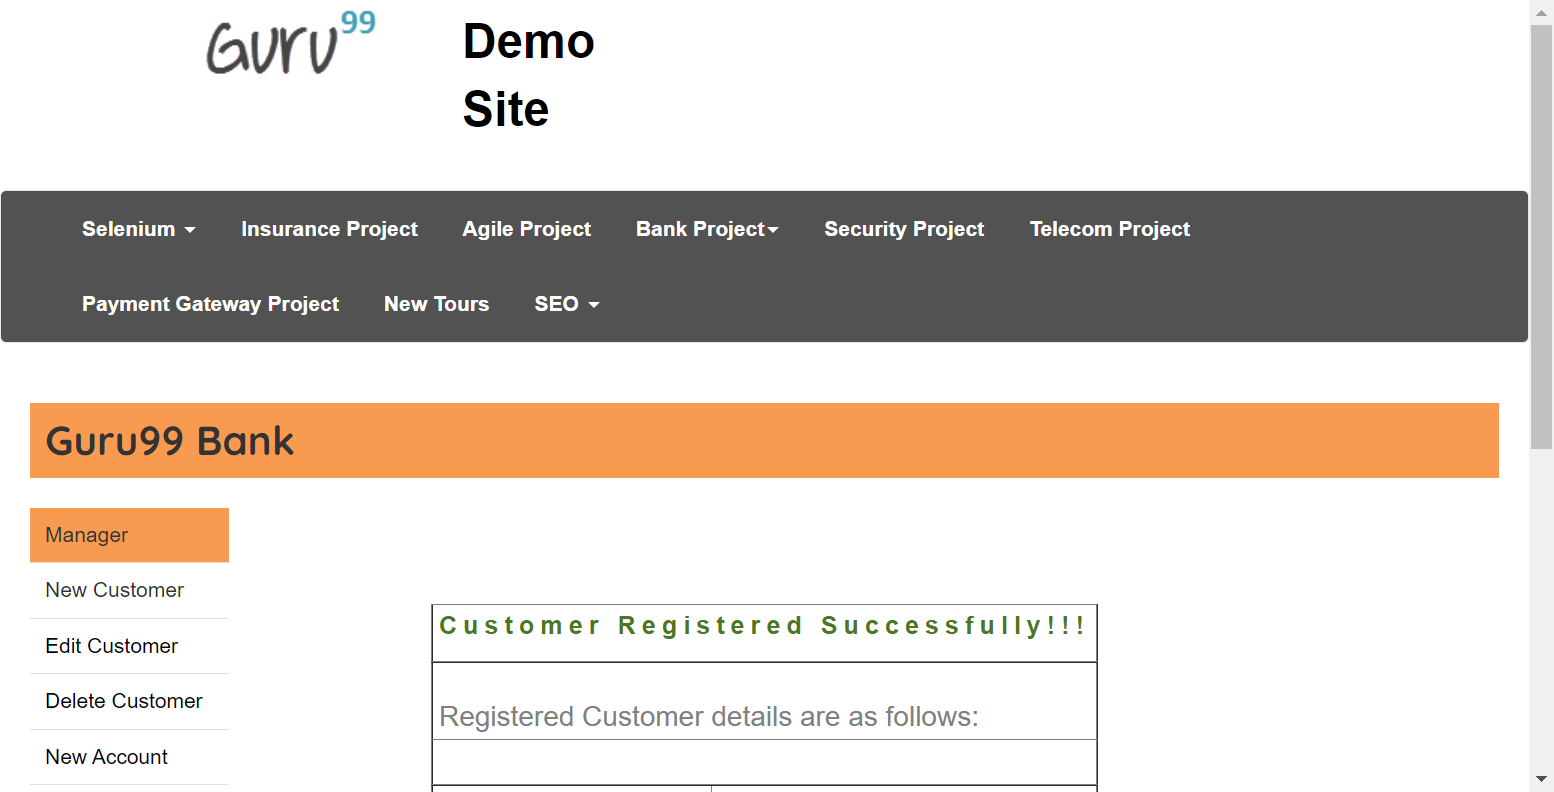 Guru99
Demo
Site
Selenium
Insurance Project
Agile Project
Bank Project
Security Project
Telecom Project
Payment Gateway Project
New Tours
SEO
Guru99 Bank
Manager
New Customer
Edit Customer
Delete Customer
New Account
Customer Registered Successfully!!!
Registered Customer details are as follows: